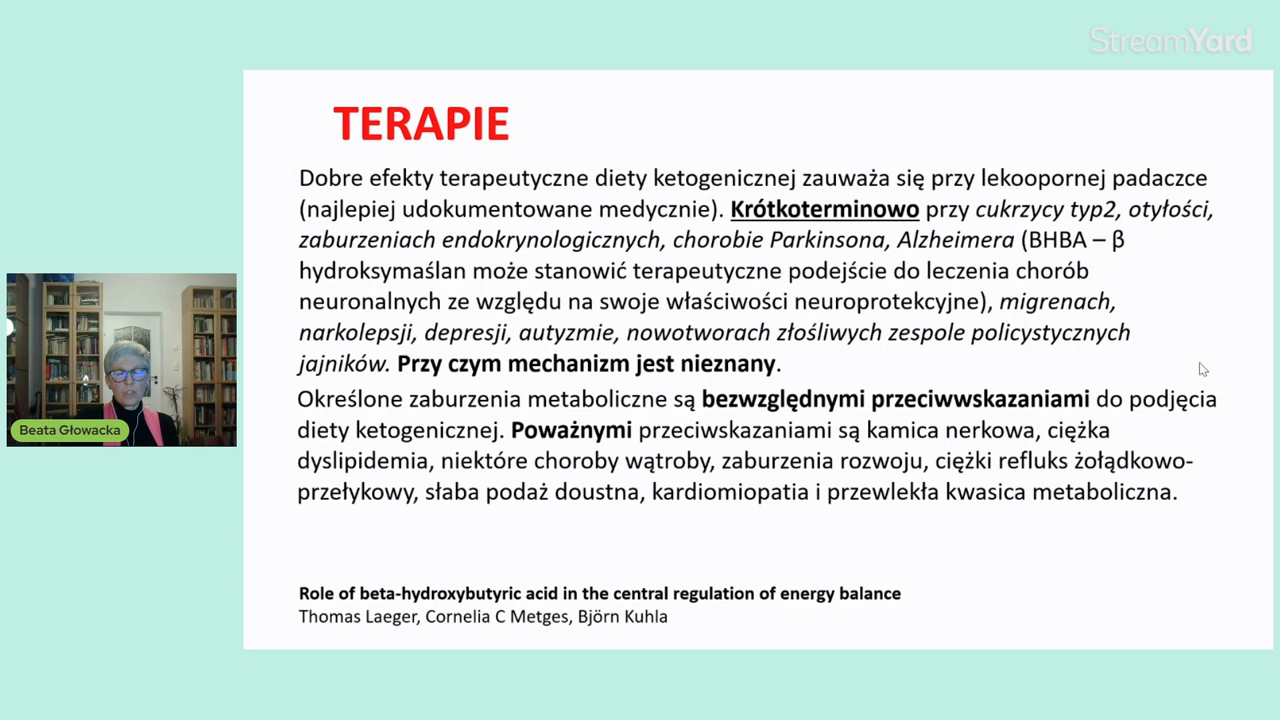 StreamYard
TERAPIE
Dobre efekty terapeutyczne diety ketogenicznej zauważa się przy lekoopornej padaczce
(najlepiej udokumentowane medycznie). Krótkoterminowo przy cukrzycy typ2, otyłości,
zaburzeniach endokrynologicznych, chorobie Parkinsona, Alzheimera (BHBA – β
hydroksymaślan może stanowić terapeutyczne podejście do leczenia chorób
neuronalnych ze względu na swoje właściwości neuroprotekcyjne), migrenach,
narkolepsji, depresji, autyzmie, nowotworach złośliwych zespole policystycznych
jajników. Przy czym mechanizm jest nieznany.
Określone zaburzenia metaboliczne są bezwzględnymi przeciwwskazaniami do podjęcia
diety ketogenicznej. Poważnymi przeciwskazaniami są kamica nerkowa, ciężka
dyslipidemia, niektóre choroby wątroby, zaburzenia rozwoju, ciężki refluks żołądkowo-
przełykowy, słaba podaż doustna, kardiomiopatia i przewlekła kwasica metaboliczna.
Beata Głowacka
Role of beta-hydroxybutyric acid in the central regulation of energy balance
Thomas Laeger, Cornelia C Metges, Björn Kuhla